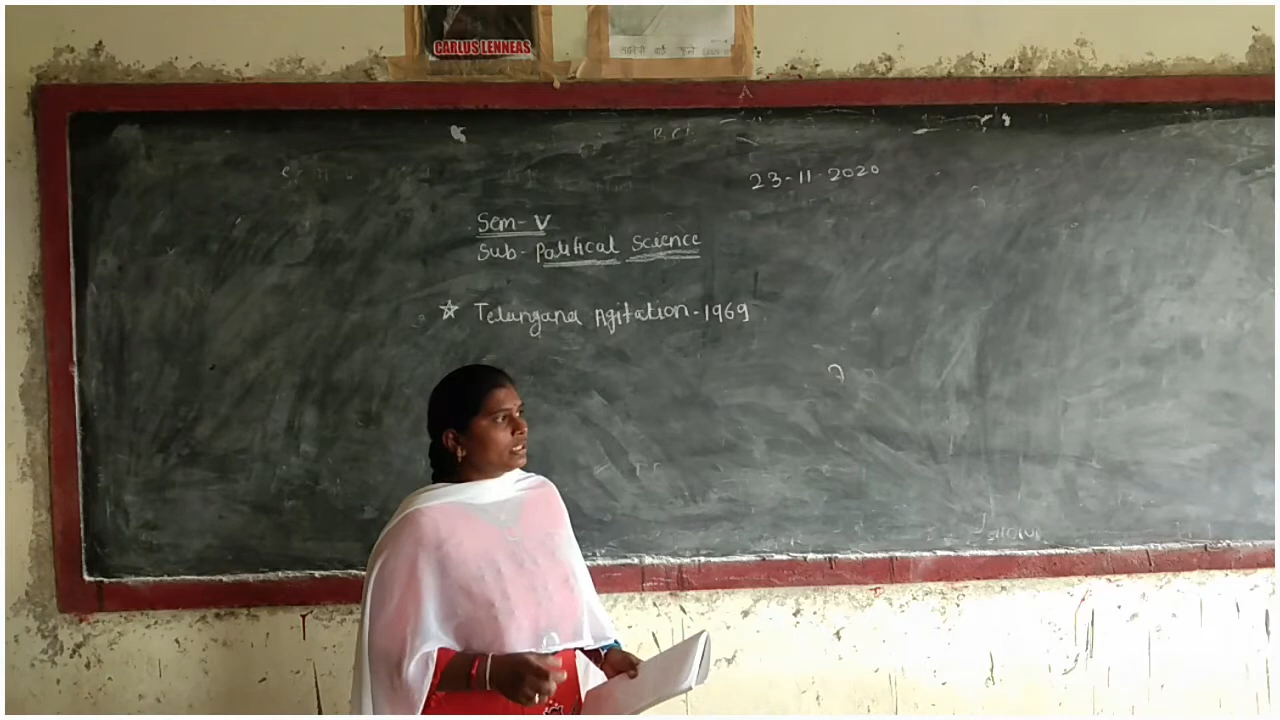 CARLUS LENNEAS
सावित्री बाई फुले
23-11-2020
Sem-V
Sub- Political Science
☆ Telangana Agitation-1969